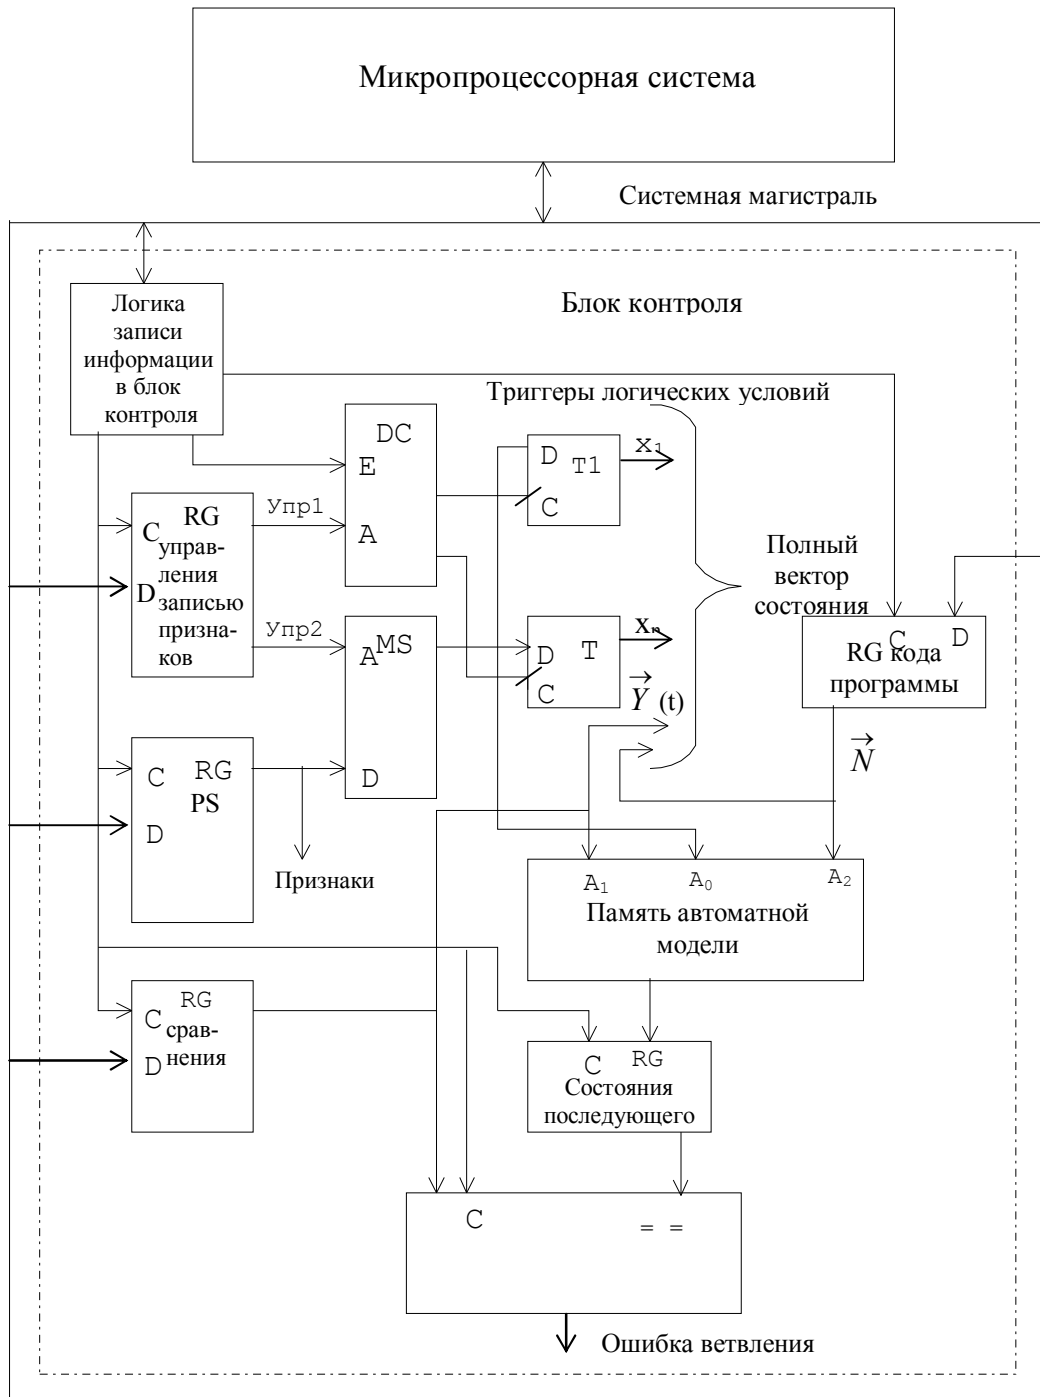 Микропроцессорная система
Системная магистраль
Блок контроля
Логика
записи
информации
в блок
контроля
Триггеры логических условий
DC
E
A
D
T1
C
X₁
Упр1
C
RG
управ-
ления
D
записью
призна-
ков
Упр2
A
MS
D
D
T
C
Xₙ
Y (t)
Полный
вектор
состояния
C
D
RG кода
программы
N
C
RG
PS
D
Признаки
A₁
A₀
A₂
Память автоматной
модели
RG
C
срав-
D
нения
C
RG
Состояния
последующего
C
= =
Ошибка ветвления